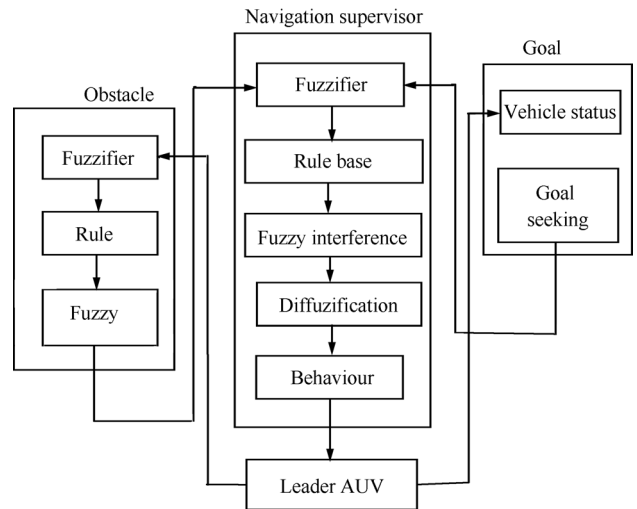 Navigation supervisor
Fuzzifier
Rule base
Fuzzy interference
Diffuzification
Behaviour
Obstacle
Fuzzifier
Rule
Fuzzy
Goal
Vehicle status
Goal
seeking
Leader AUV